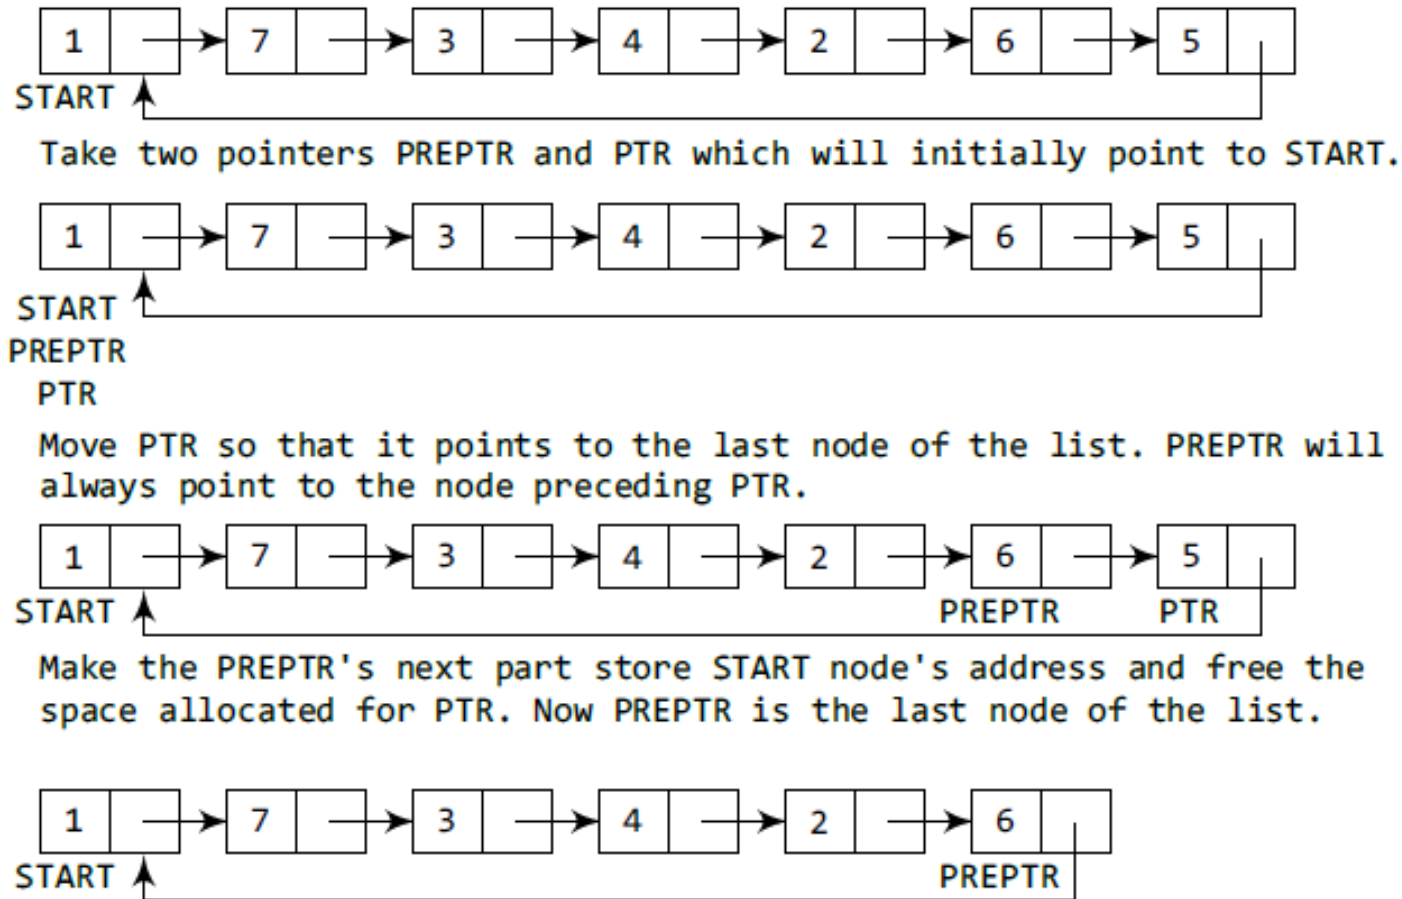 1 7 3 4 2 6 5
START
Take two pointers PREPTR and PTR which will initially point to START.
1 7 3 4 2 6 5
START
PREPTR
PTR
Move PTR so that it points to the last node of the list. PREPTR will
always point to the node preceding PTR.
1 7 3 4 2 6 5
START PREPTR PTR
Make the PREPTR's next part store START node's address and free the
space allocated for PTR. Now PREPTR is the last node of the list.
1 7 3 4 2 6
START PREPTR